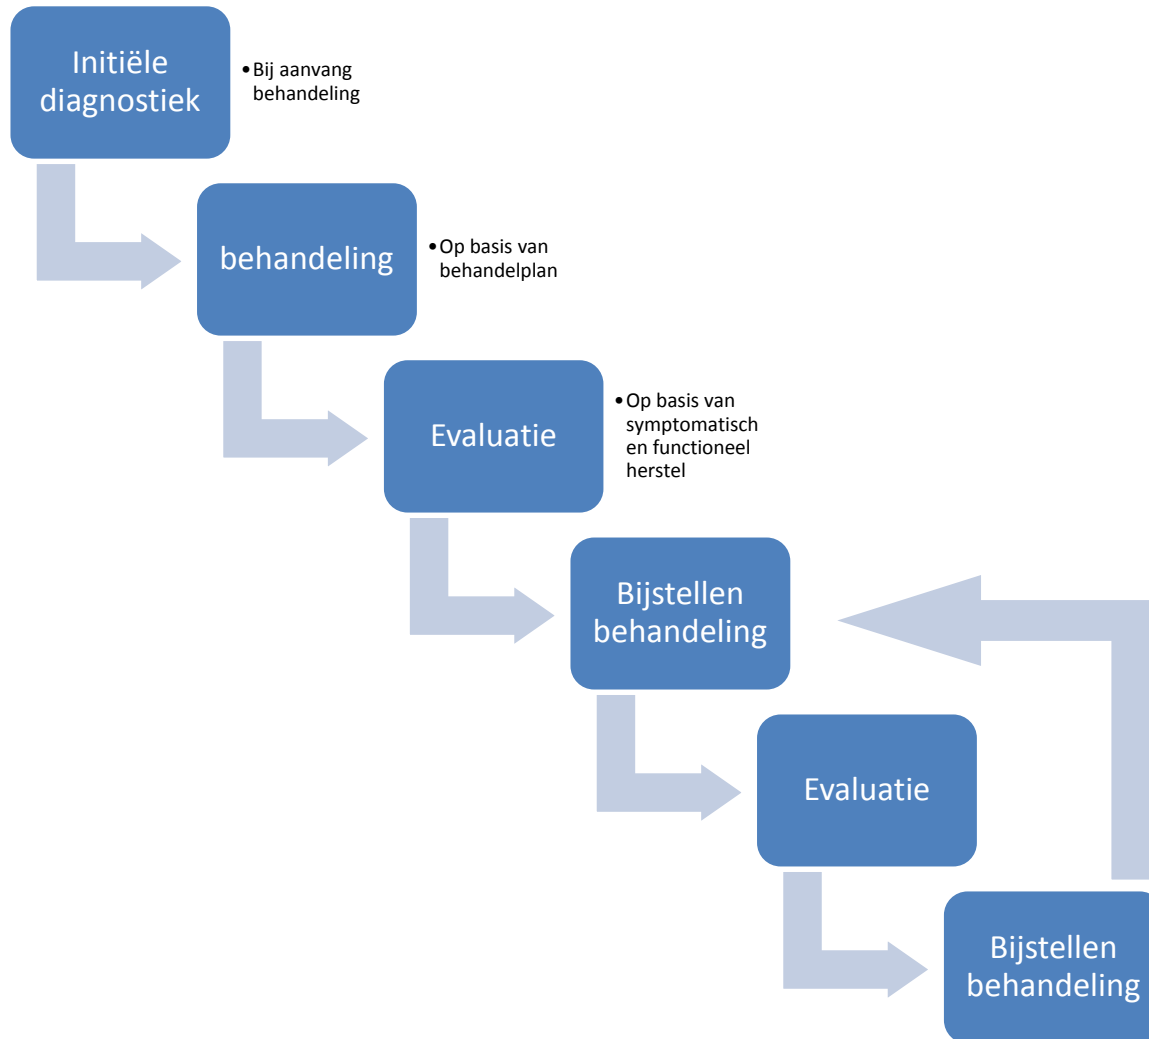 Initiële
diagnostiek
•Bij aanvang
behandeling
behandeling
•Op basis van
behandelplan
Evaluatie
•Op basis van
symptomatisch
en functioneel
herstel
Bijstellen
behandeling
Evaluatie
Bijstellen
behandeling